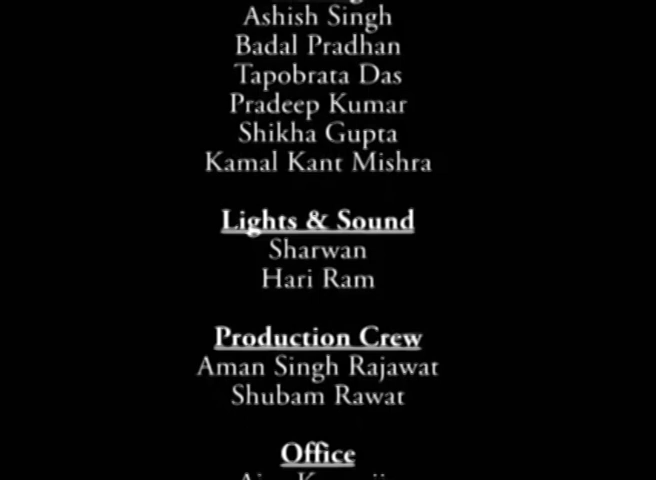 Ashish Singh
Badal Pradhan
Tapobrata Das
Pradeep Kumar
Shikha Gupta
Kamal Kant Mishra
Lights & Sound
Sharwan
Hari Ram
Production Crew
Aman Singh Rajawat
Shubam Rawat
Office